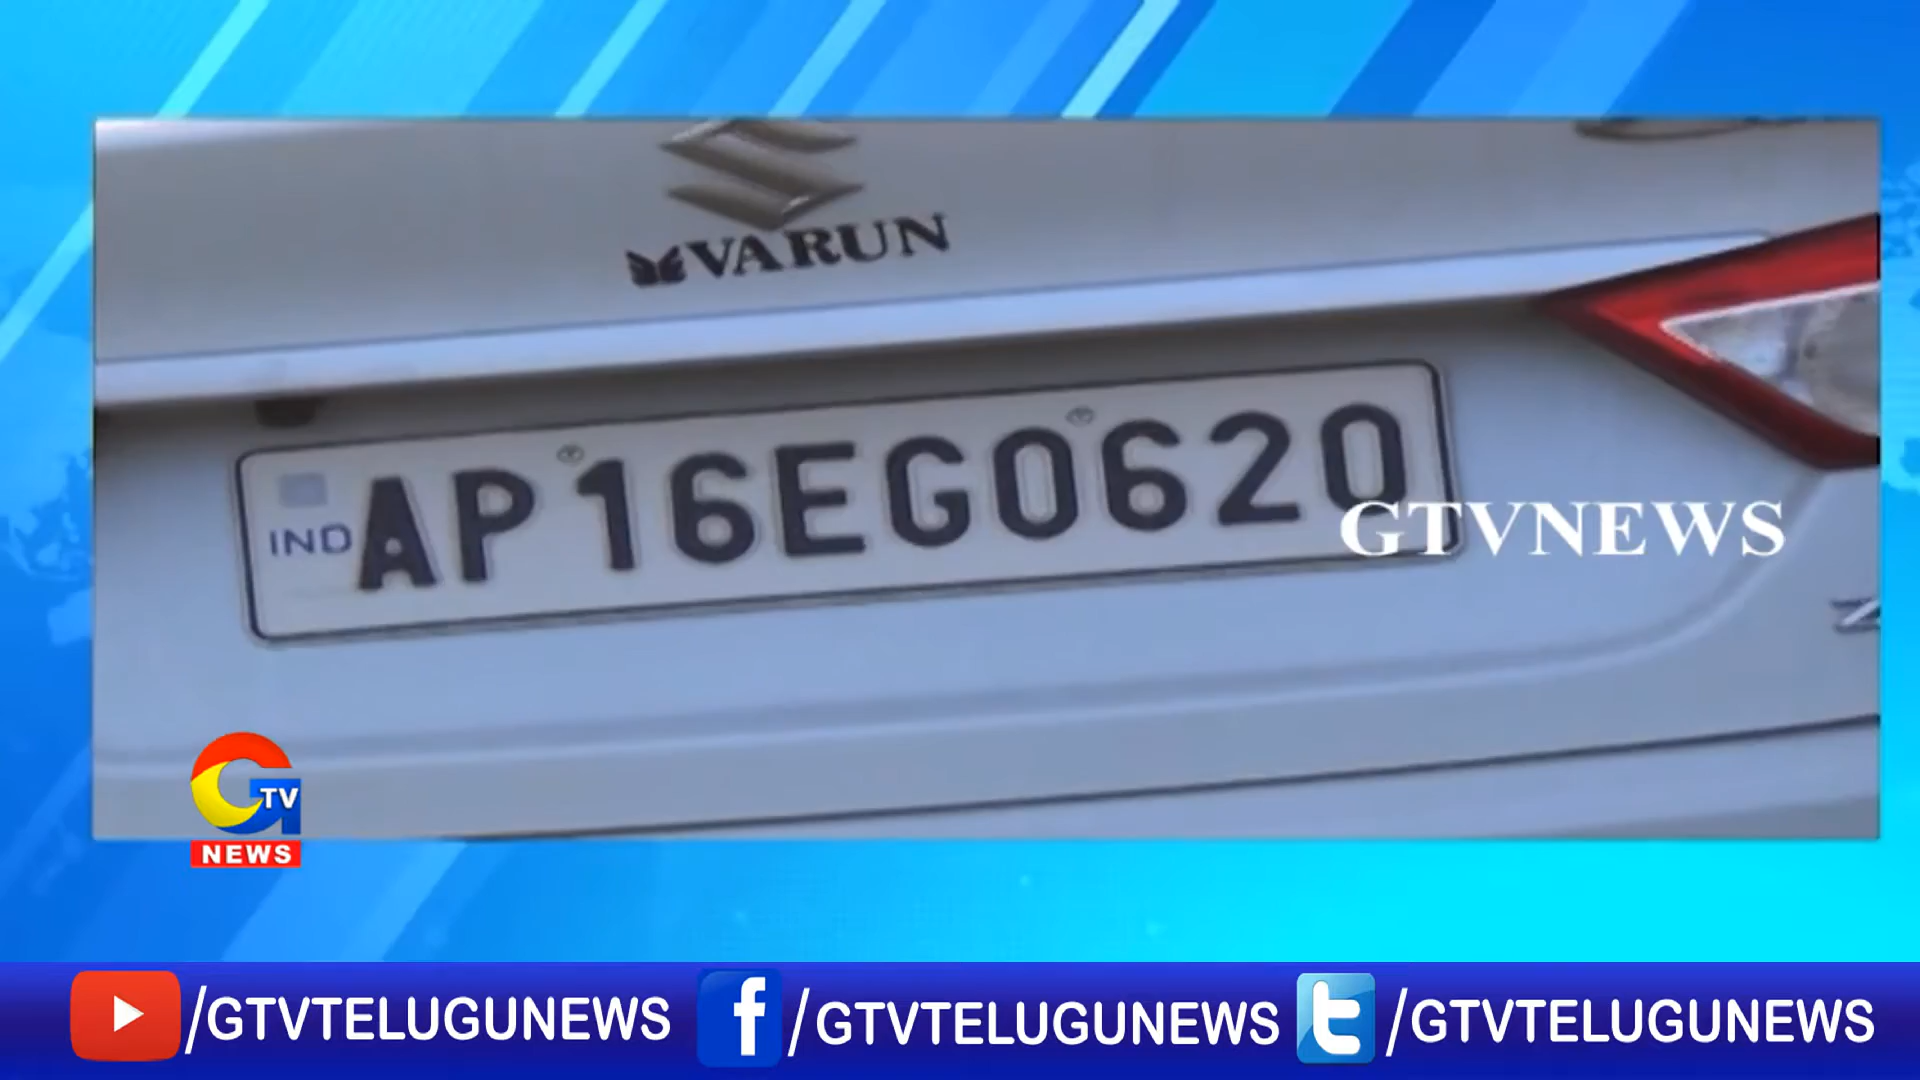 VARUN
IND AP16EG0620
GTVNEWS
Z
TV
NEWS
/GTVTELUGUNEWS
/GTVTELUGUNEWS
/GTVTELUGUNEWS